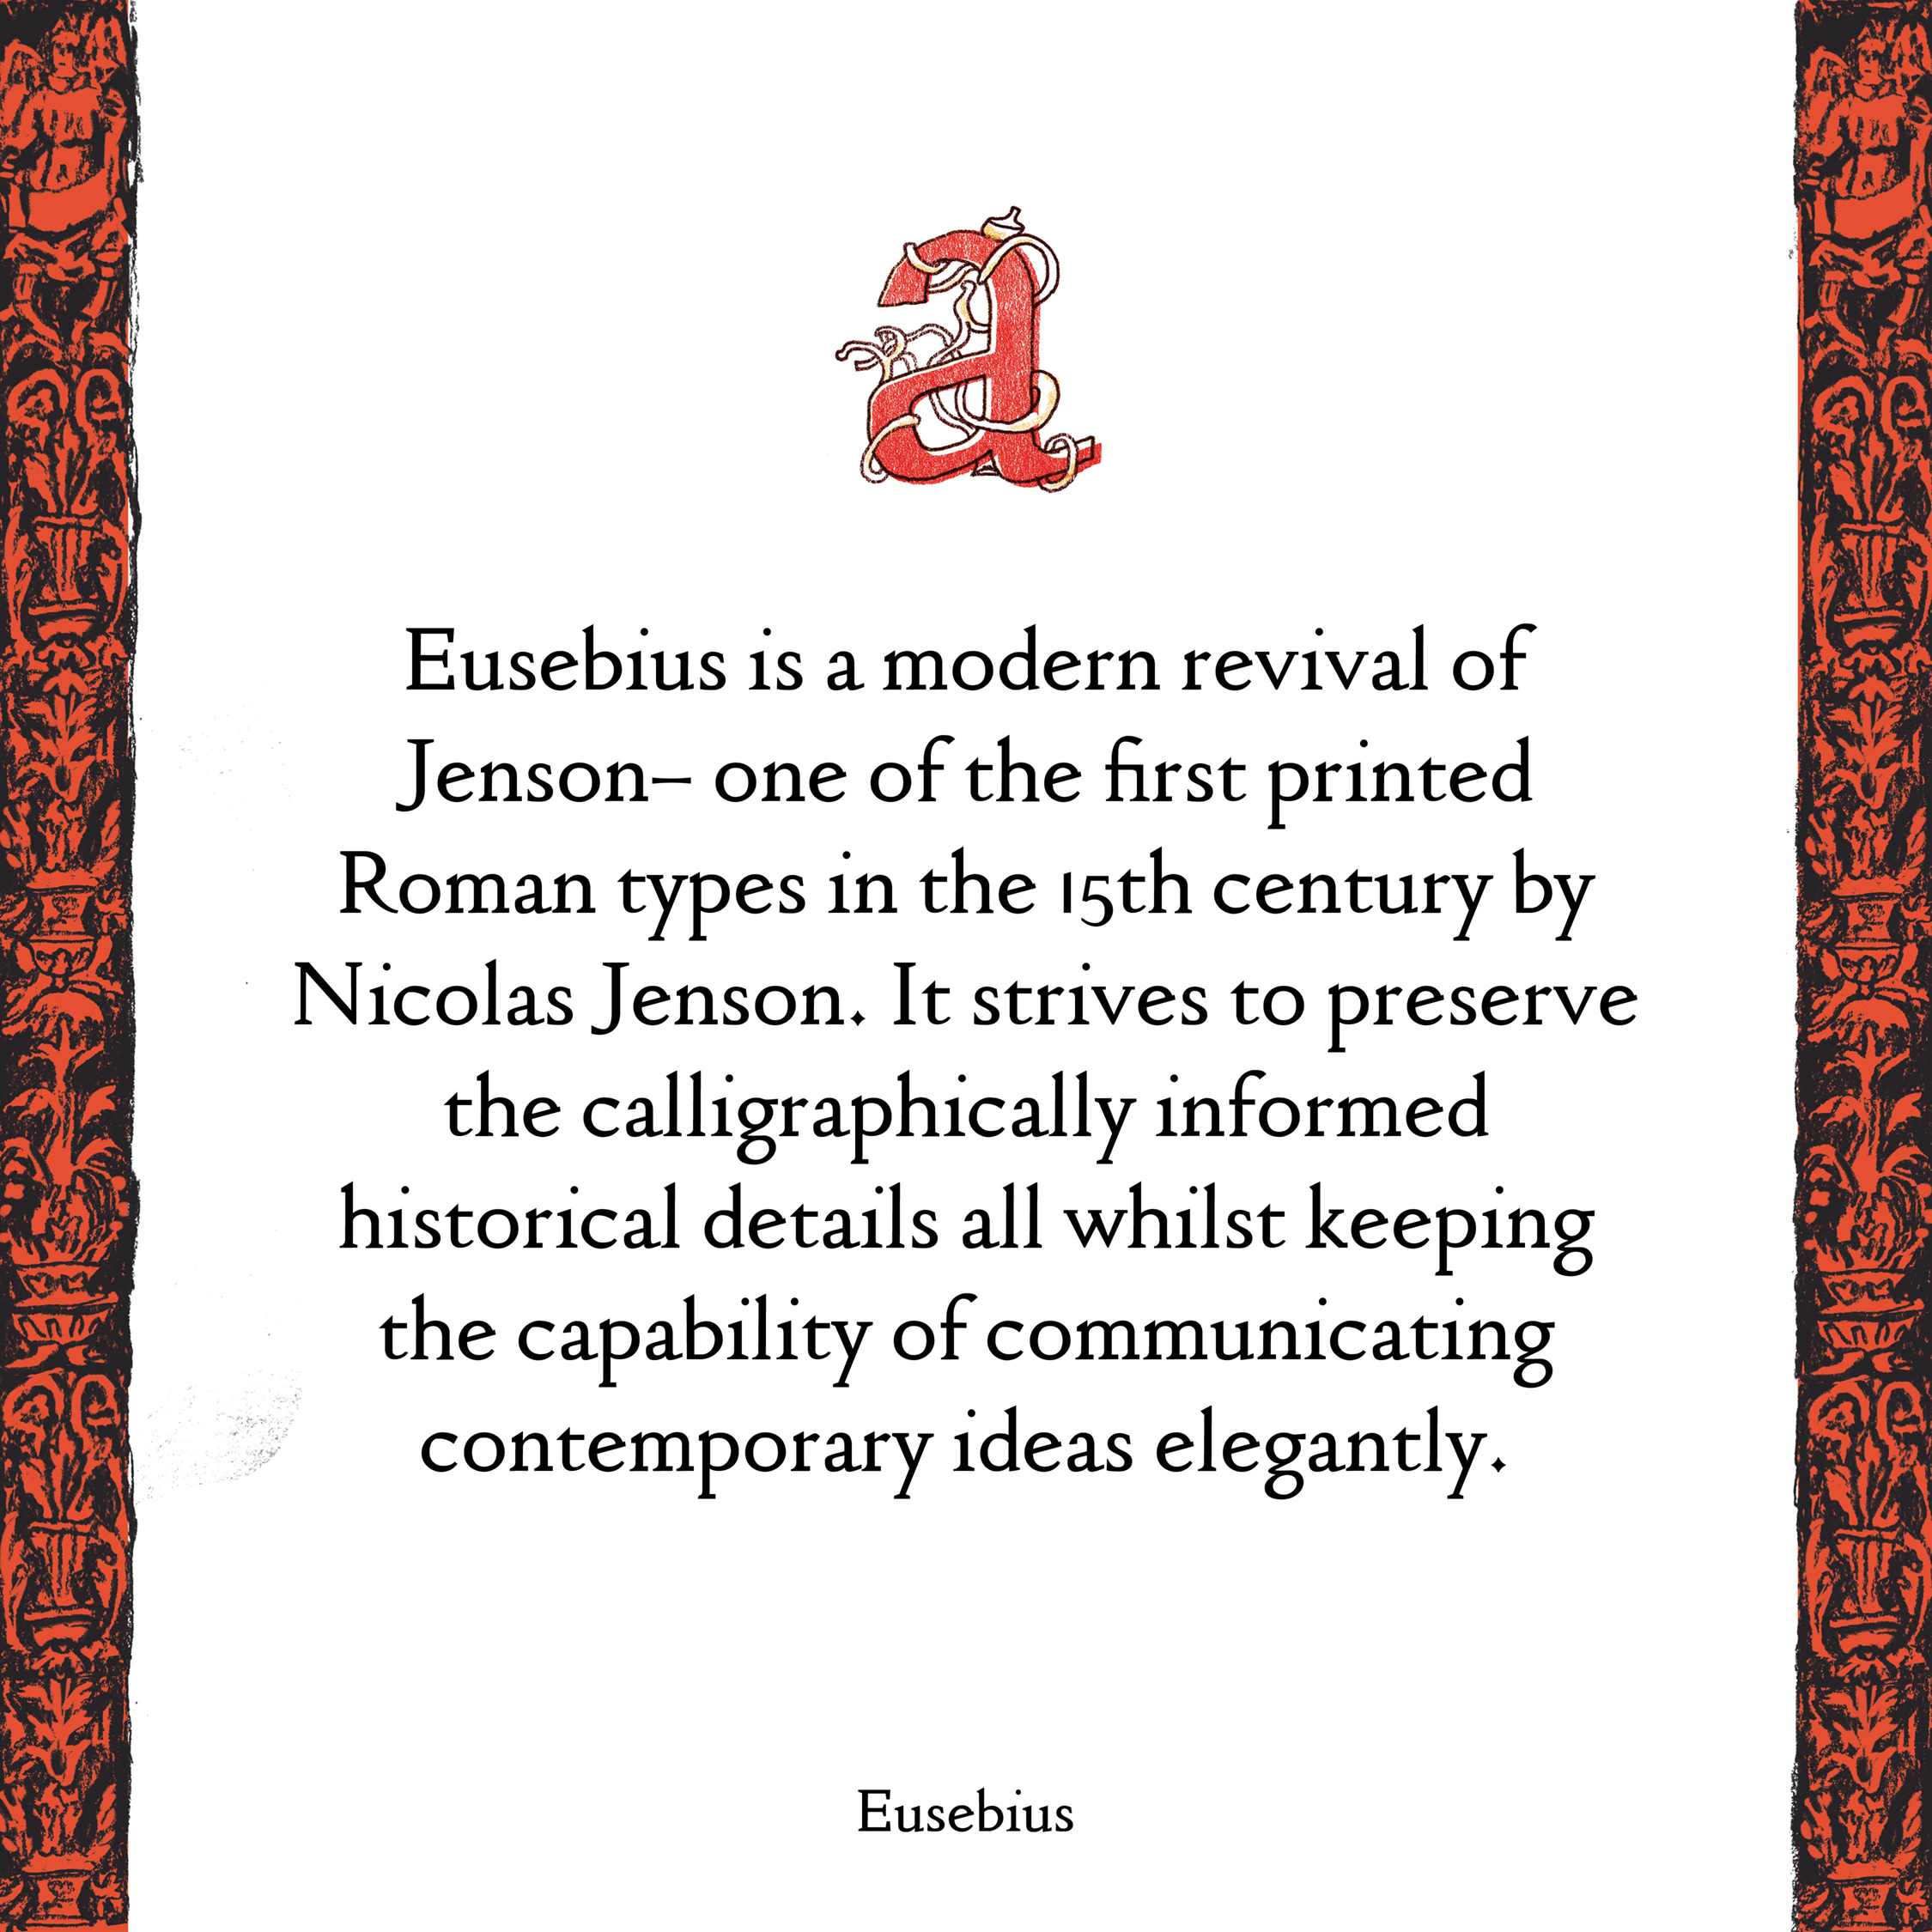 a
Eusebius is a modern revival of
Jenson– one of the first printed
Roman types in the 15th century by
Nicolas Jenson. It strives to preserve
the calligraphically informed
historical details all whilst keeping
the capability of communicating
contemporary ideas elegantly.
Eusebius